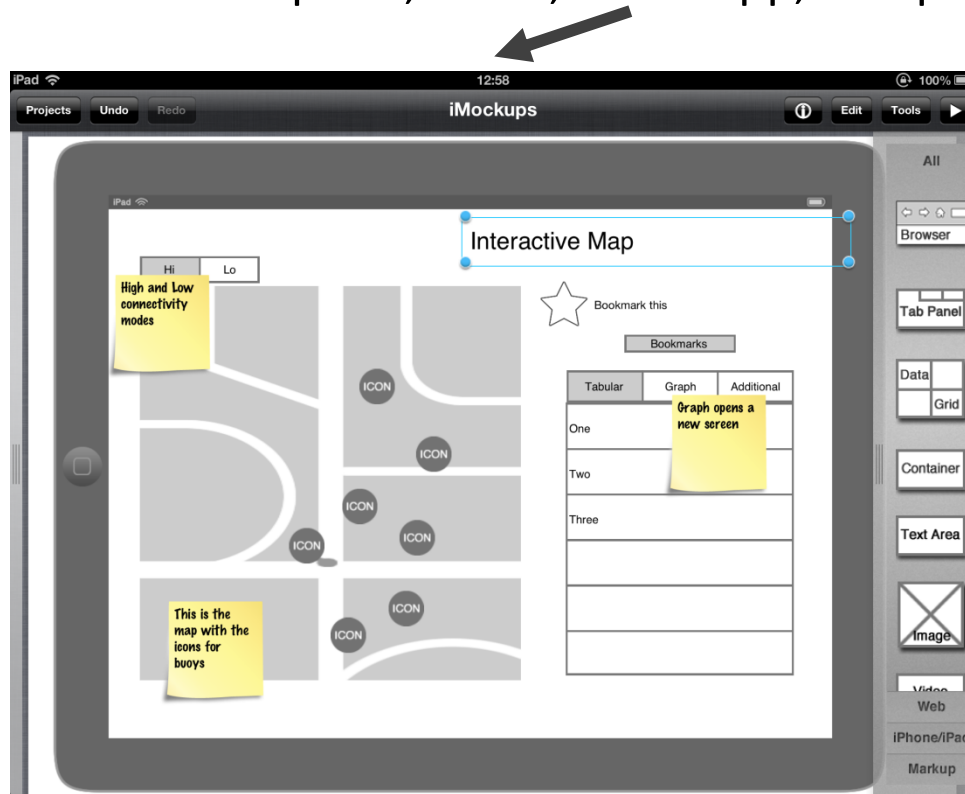 iPad 12:58 100%
Projects Undo Redo iMockups Edit Tools
All
iPad
Interactive Map
Browser
Hi Lo
High and Low
connectivity
modes
Bookmark this
Bookmarks
Tab Panel
Tabular Graph Additional
Graph opens a
new screen
Data
Grid
One
Two
Three
ICON
ICON
ICON
ICON
ICON
ICON
ICON
Container
Text Area
Image
This is the
map with the
icons for
buoys
Video
Web
iPhone/iPad
Markup